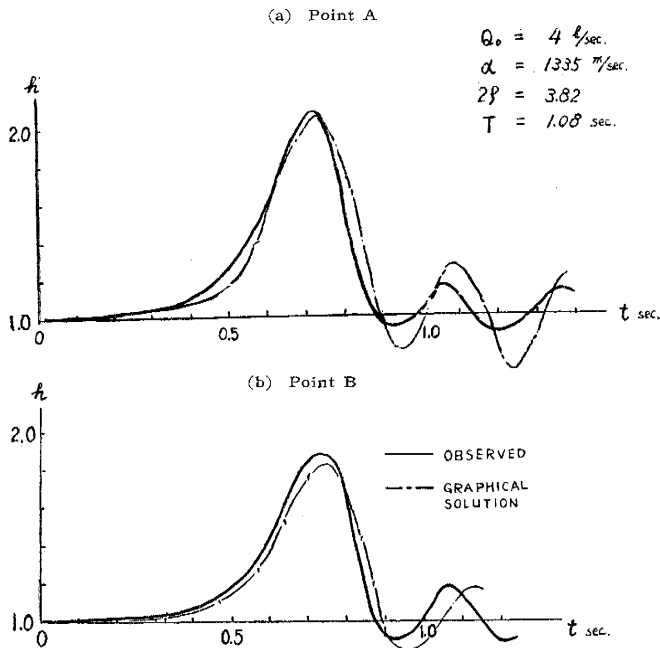 (a) Point A
Q₀ = 4 ℓ/sec.
α = 1335 m/sec.
2ρ = 3.82
T = 1.08 sec.
h
2.0
1.0
0
0.5
1.0
t sec.
(b) Point B
h
2.0
OBSERVED
GRAPHICAL
SOLUTION
1.0
0
0.5
1.0
t sec.